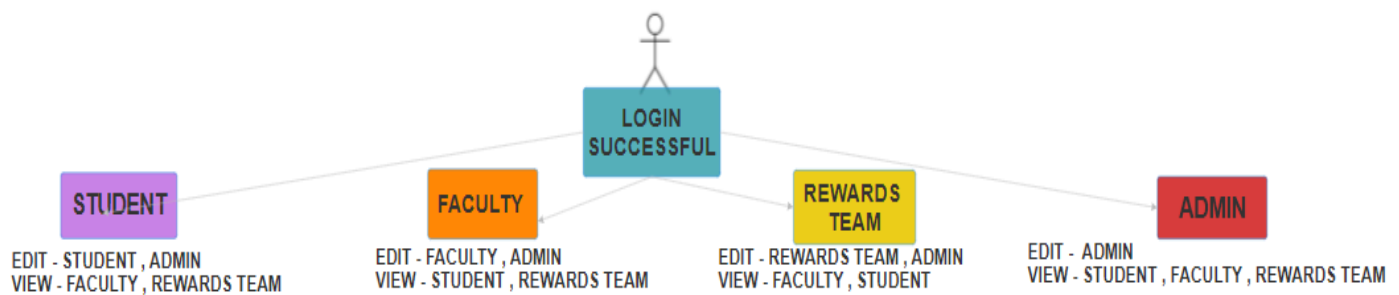 LOGIN
SUCCESSFUL
STUDENT
FACULTY
REWARDS
TEAM
ADMIN
EDIT - STUDENT , ADMIN
VIEW - FACULTY , REWARDS TEAM
EDIT - FACULTY , ADMIN
VIEW - STUDENT , REWARDS TEAM
EDIT - REWARDS TEAM , ADMIN
VIEW - FACULTY , STUDENT
EDIT - ADMIN
VIEW - STUDENT , FACULTY , REWARDS TEAM